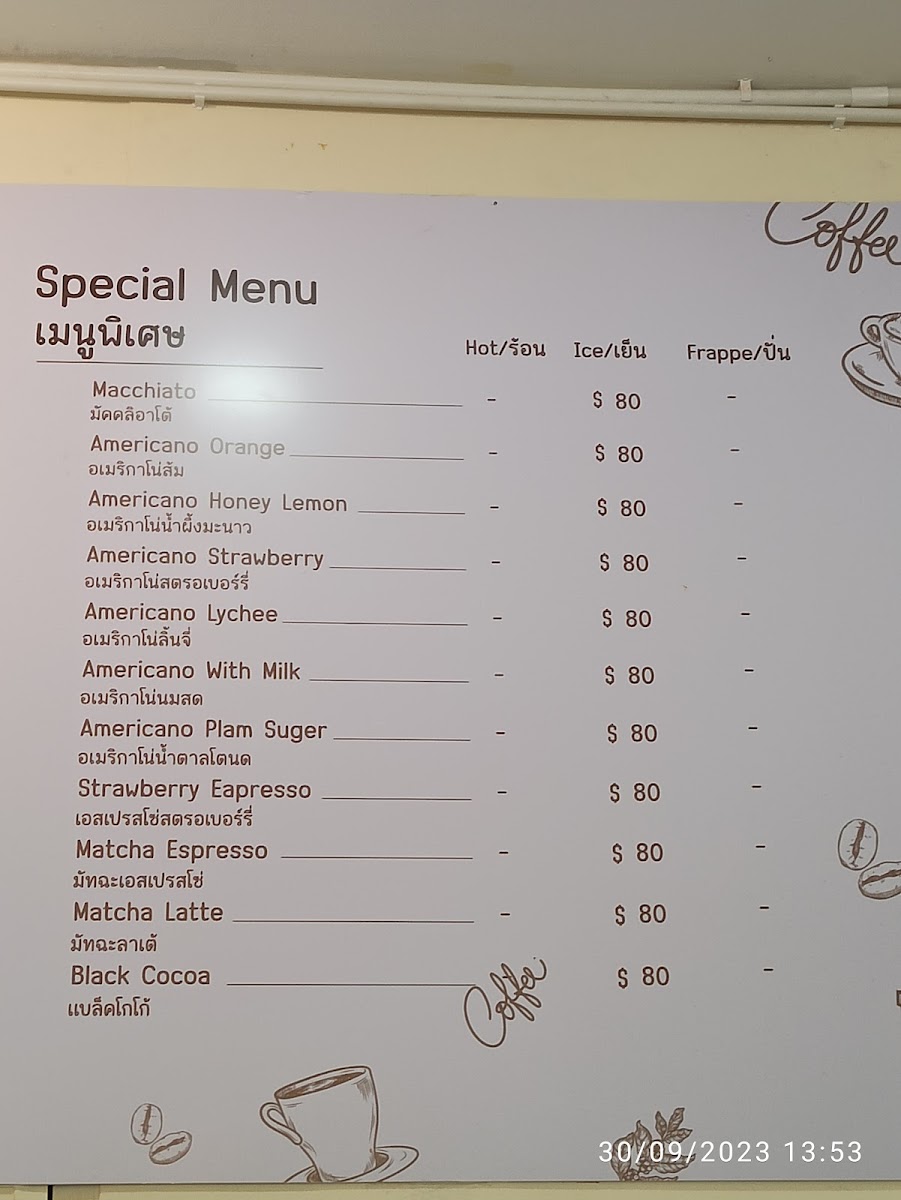 Coffee
Special Menu
เมนูพิเศษ
Hot/ร้อน Ice/เย็น Frappe/ปั่น
Macchiato - $ 80 -
มัคคลิอาโต้
Americano Orange - $ 80 -
อเมริกาโน่ส้ม
Americano Honey Lemon - $ 80 -
อเมริกาโน่น้ำผึ้งมะนาว
Americano Strawberry - $ 80 -
อเมริกาโน่สตรอเบอร์รี่
Americano Lychee - $ 80 -
อเมริกาโน่ลิ้นจี่
Americano With Milk - $ 80 -
อเมริกาโน่นมสด
Americano Plam Suger - $ 80 -
อเมริกาโน่น้ำตาลโตนด
Strawberry Eapresso - $ 80 -
เอสเปรสโซ่สตรอเบอร์รี่
Matcha Espresso - $ 80 -
มัทฉะเอสเปรสโซ่
Matcha Latte - $ 80 -
มัทฉะลาเต้
Black Cocoa $ 80 -
แบล็คโกโก้
Coffee
30/09/2023 13:53